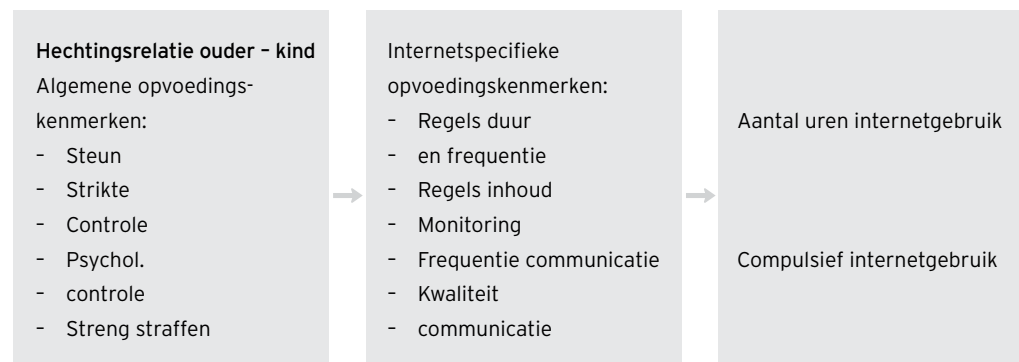 Hechtingsrelatie ouder – kind
Algemene opvoedings-
kenmerken:
– Steun
– Strikte
– Controle
– Psychol.
– controle
– Streng straffen
Internetspecifieke
opvoedingskenmerken:
– Regels duur
– en frequentie
– Regels inhoud
– Monitoring
– Frequentie communicatie
– Kwaliteit
– communicatie
Aantal uren internetgebruik
Compulsief internetgebruik